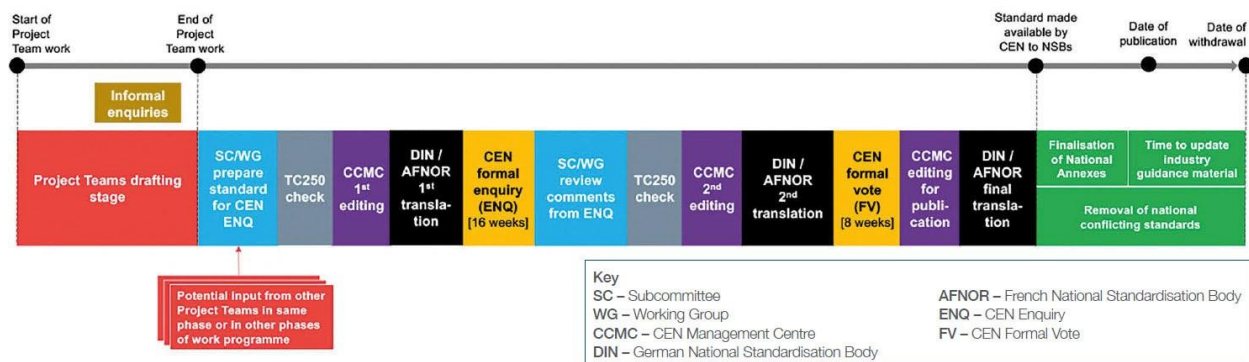 Start of
Project
Team work
End of
Project
Team work
Standard made
available by
CEN to NSBs
Date of
publication
Date of
withdrawal
Informal
enquiries
Project Teams drafting
stage
SC/WG
prepare
standard
for CEN
ENQ
TC250
check
CCMC
1st
editing
DIN /
AFNOR
1st
transla-
tion
CEN
formal
enquiry
(ENQ)
[16 weeks]
SC/WG
review
comments
from ENQ
TC250
check
CCMC
2nd
editing
DIN /
AFNOR
2nd
translation
CEN
formal
vote
(FV)
[8 weeks]
CCMC
editing
for
publi-
cation
DIN /
AFNOR
final
translation
Finalisation
of National
Annexes
Time to update
industry
guidance material
Removal of national
conflicting standards
Potential input from other
Project Teams in same
phase or in other phases
of work programme
Key
SC – Subcommittee
WG – Working Group
CCMC – CEN Management Centre
DIN – German National Standardisation Body
AFNOR – French National Standardisation Body
ENQ – CEN Enquiry
FV – CEN Formal Vote